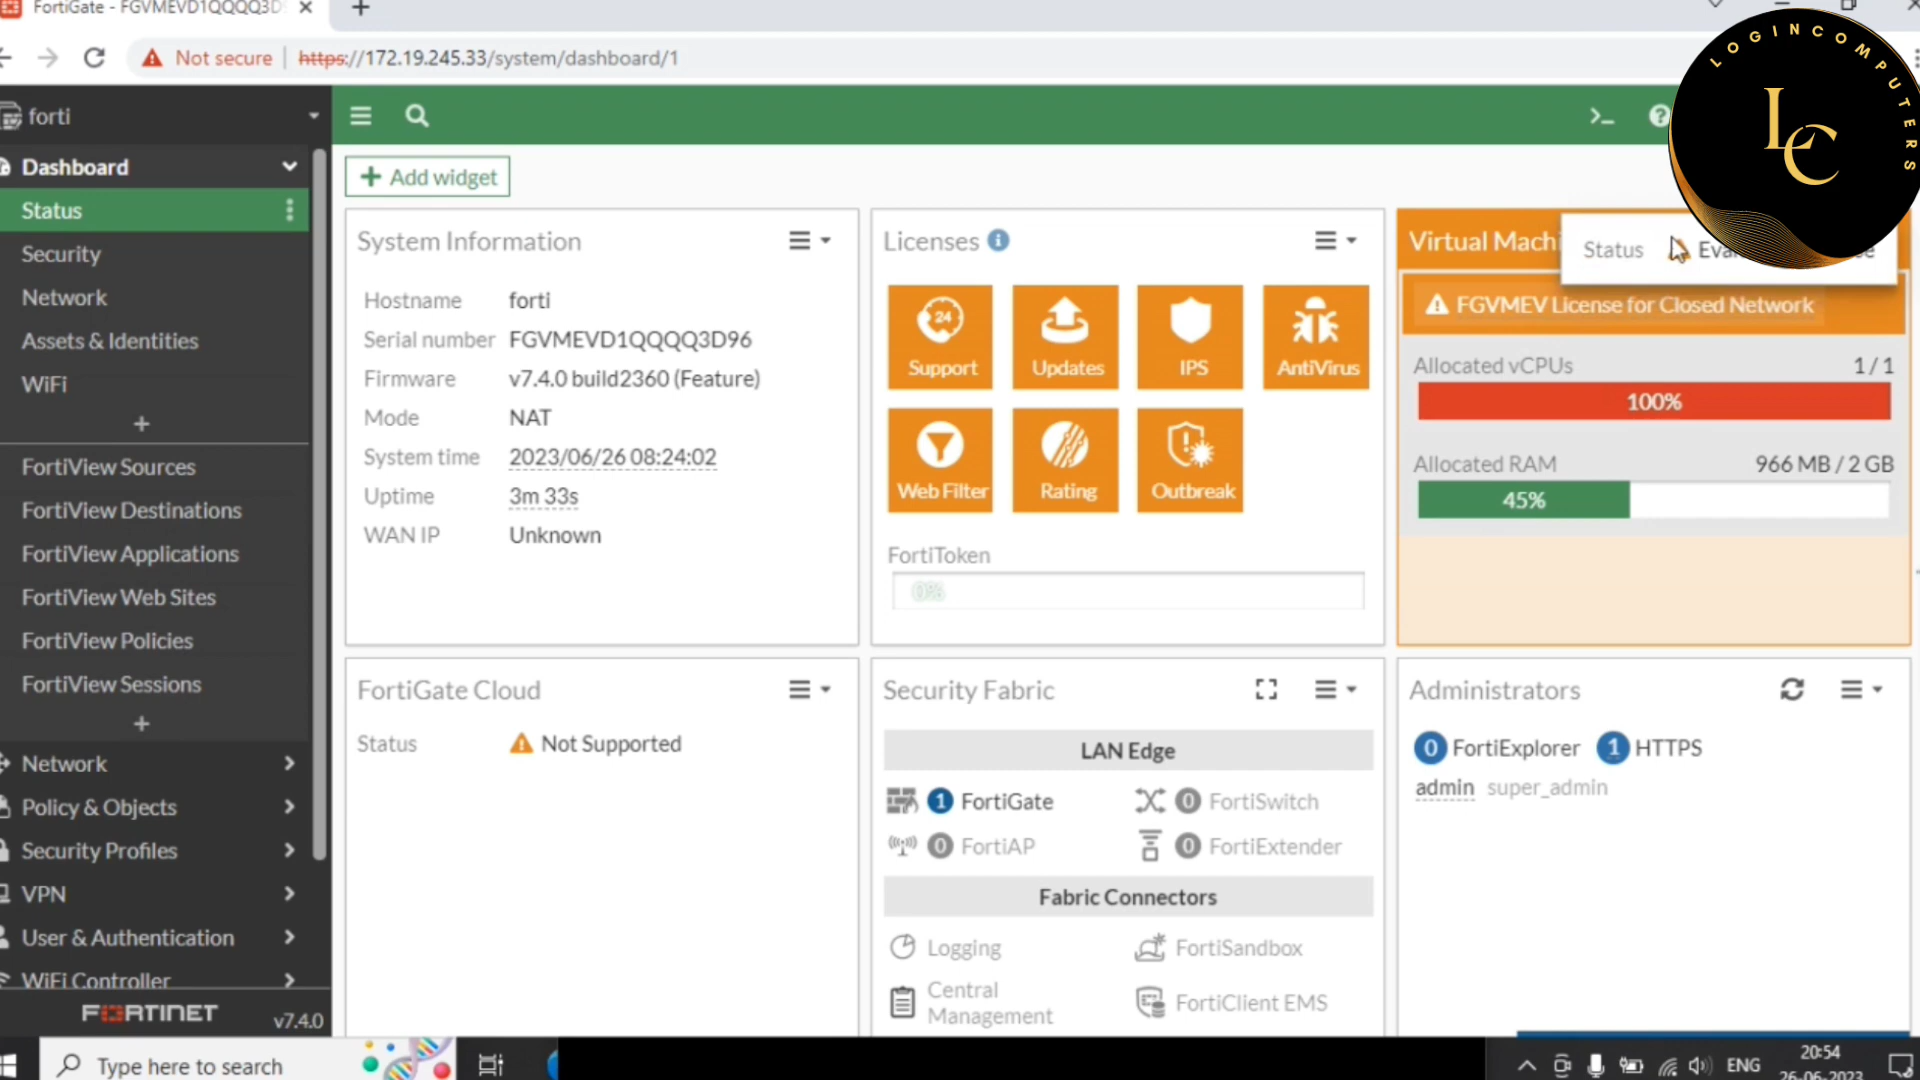 FortiGate - FGVMEVD1QQQQ3D
Not secure | https://172.19.245.33/system/dashboard/1
LOGINCOMPUTERS
LC
forti
Dashboard
Status
Security
Network
Assets & Identities
WiFi
FortiView Sources
FortiView Destinations
FortiView Applications
FortiView Web Sites
FortiView Policies
FortiView Sessions
Network
Policy & Objects
Security Profiles
VPN
User & Authentication
WiFi Controller
FORTINET v7.4.0
+ Add widget
System Information
Hostname forti
Serial number FGVMEVD1QQQQ3D96
Firmware v7.4.0 build2360 (Feature)
Mode NAT
System time 2023/06/26 08:24:02
Uptime 3m 33s
WAN IP Unknown
Licenses
24
Support Updates IPS AntiVirus
Web Filter Rating Outbreak
FortiToken
0%
Virtual Machi
Status
FGVMEV License for Closed Network
Allocated vCPUs 1 / 1
100%
Allocated RAM 966 MB / 2 GB
45%
FortiGate Cloud
Status Not Supported
Security Fabric
LAN Edge
1 FortiGate 0 FortiSwitch
0 FortiAP 0 FortiExtender
Fabric Connectors
Logging FortiSandbox
Central Management FortiClient EMS
Administrators
0 FortiExplorer 1 HTTPS
admin super_admin
Type here to search
ENG
20:54
26-06-2023